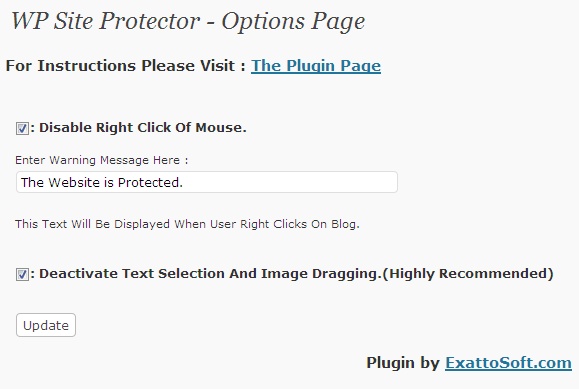 WP Site Protector - Options Page
For Instructions Please Visit : The Plugin Page
: Disable Right Click Of Mouse.
Enter Warning Message Here :
The Website is Protected.
This Text Will Be Displayed When User Right Clicks On Blog.
: Deactivate Text Selection And Image Dragging.(Highly Recommended)
Update
Plugin by ExattoSoft.com